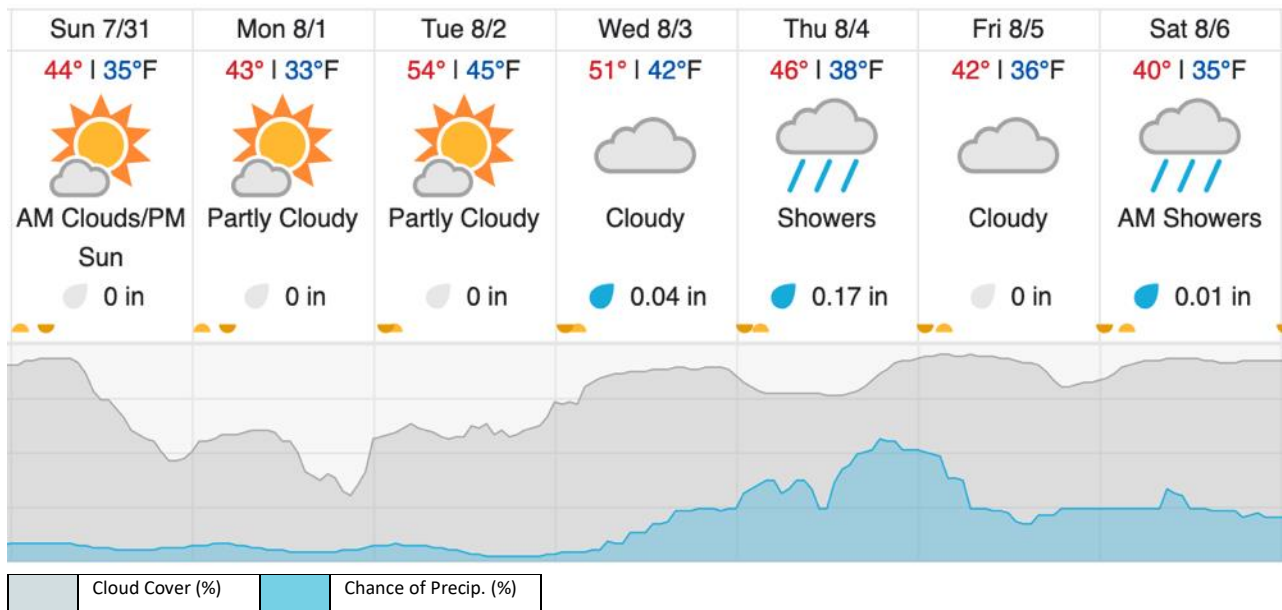 Sun 7/31 Mon 8/1 Tue 8/2 Wed 8/3 Thu 8/4 Fri 8/5 Sat 8/6
44° | 35°F 43° | 33°F 54° | 45°F 51° | 42°F 46° | 38°F 42° | 36°F 40° | 35°F
AM Clouds/PM Partly Cloudy Partly Cloudy Cloudy Showers Cloudy AM Showers
Sun
0 in 0 in 0 in 0.04 in 0.17 in 0 in 0.01 in
Cloud Cover (%) Chance of Precip. (%)